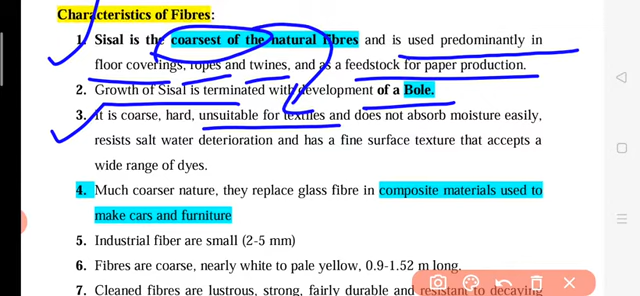 Characteristics of Fibres:
1. Sisal is the coarsest of the natural fibres and is used predominantly in
floor coverings, ropes and twines, and as a feedstock for paper production.
2. Growth of Sisal is terminated with development of a Bole.
3. It is coarse, hard, unsuitable for textiles and does not absorb moisture easily,
resists salt water deterioration and has a fine surface texture that accepts a
wide range of dyes.
4. Much coarser nature, they replace glass fibre in composite materials used to
make cars and furniture
5. Industrial fiber are small (2-5 mm)
6. Fibres are coarse, nearly white to pale yellow, 0.9-1.52 m long.
7. Cleaned fibres are lustrous, strong, fairly durable and resistant to decaying